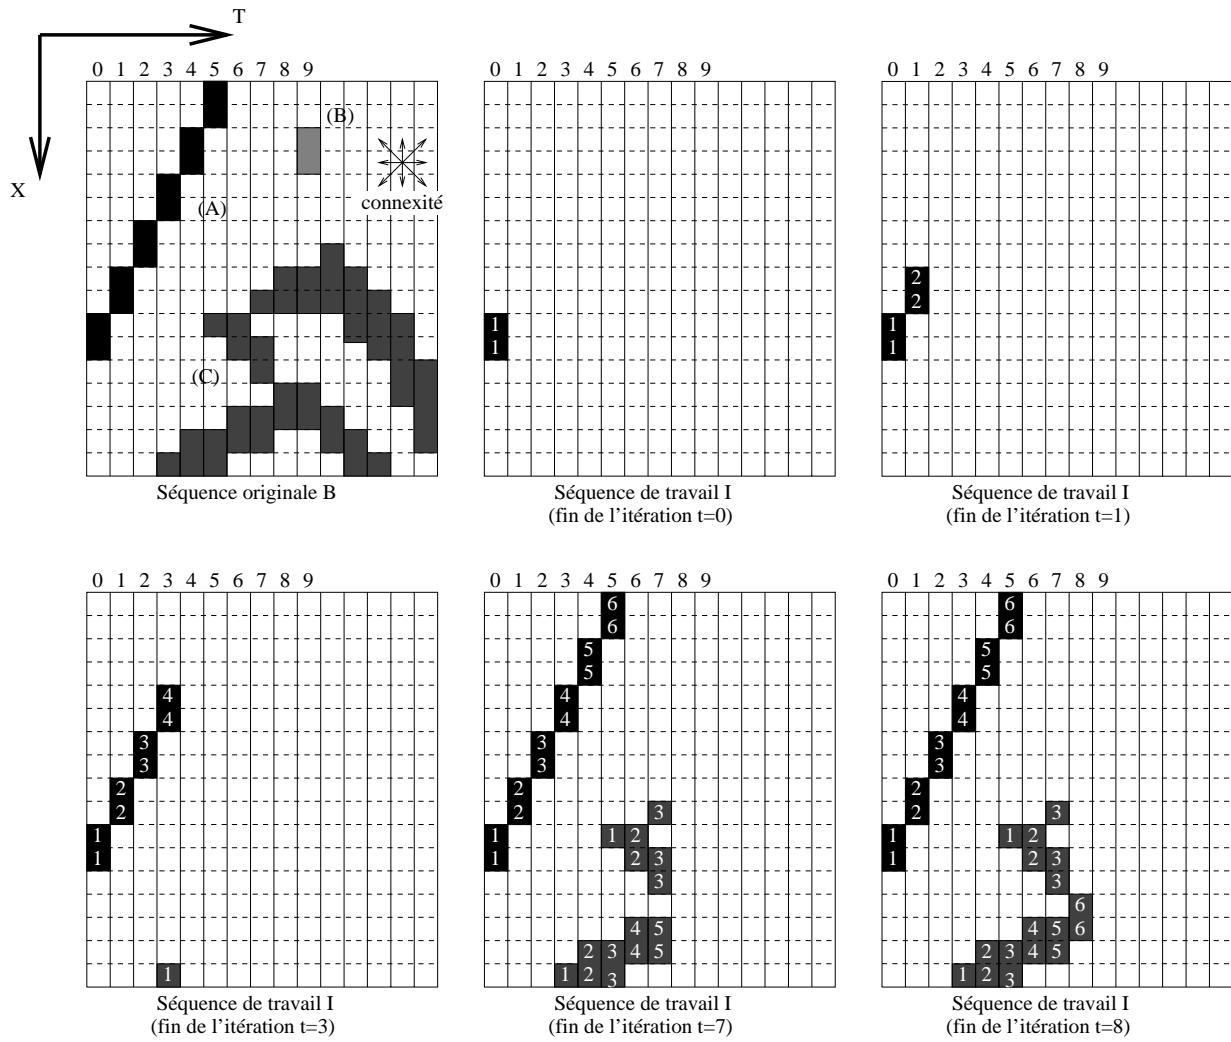 T
X
0 1 2 3 4 5 6 7 8 9
(B)
connexité
(A)
(C)
Séquence originale B
0 1 2 3 4 5 6 7 8 9
1
1
Séquence de travail I
(fin de l'itération t=0)
0 1 2 3 4 5 6 7 8 9
2
2
1
1
Séquence de travail I
(fin de l'itération t=1)
0 1 2 3 4 5 6 7 8 9
4
4
3
3
2
2
1
1
1
Séquence de travail I
(fin de l'itération t=3)
0 1 2 3 4 5 6 7 8 9
6
6
5
5
4
4
3
3
2
2 3
1 1 2
1 2 3
3
4 5
2 3 4 5
1 2 3
Séquence de travail I
(fin de l'itération t=7)
0 1 2 3 4 5 6 7 8 9
6
6
5
5
4
4
3
3
2
2 3
1 1 2
1 2 3
3
6
4 5 6
2 3 4 5
1 2 3
Séquence de travail I
(fin de l'itération t=8)